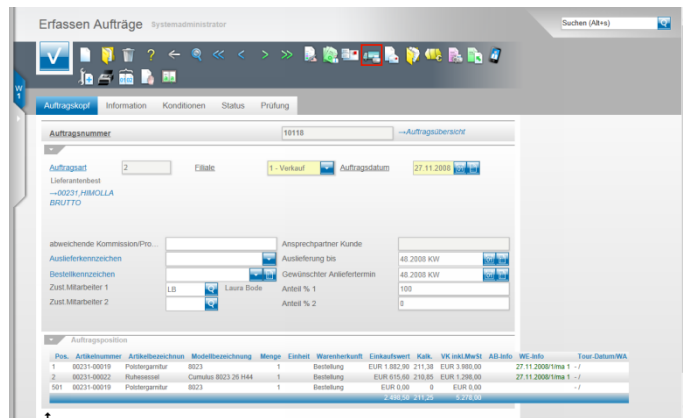 Erfassen Aufträge Systemadministrator
Suchen (Alt+s)
W
1
Auftragskopf Information Konditionen Status Prüfung
Auftragsnummer 10118 →Auftragsübersicht
Auftragsart 2 Filiale 1 - Verkauf Auftragsdatum 27.11.2008
Lieferantenbest
→00231,HIMOLLA
BRUTTO
abweichende Kommission/Pro... Ansprechpartner Kunde
Auslieferkennzeichen Auslieferung bis 48.2008 KW
Bestellkennzeichen Gewünschter Anliefertermin 48.2008 KW
Zust.Mitarbeiter 1 LB Laura Bode Anteil % 1 100
Zust.Mitarbeiter 2 Anteil % 2 0
Auftragsposition
Pos. Artikelnummer Artikelbezeichnun Modellbezeichnung Menge Einheit Warenherkunft Einkaufswert Kalk. VK inkl.MwSt AB-Info WE-Info Tour-Datum/WA
1 00231-00019 Polstergarnitur 8023 1 Bestellung EUR 1.882,90 211,38 EUR 3.980,00 27.11.2008/1/ma 1 - /
2 00231-00022 Ruhesessel Cumulus 8023 26 H44 1 Bestellung EUR 615,60 210,85 EUR 1.298,00 27.11.2008/1/ma 1 - /
501 00231-00019 Polstergarnitur 8023 1 Bestellung EUR 0,00 0 EUR 0,00 - /
2.498,50 211,25 5.278,00